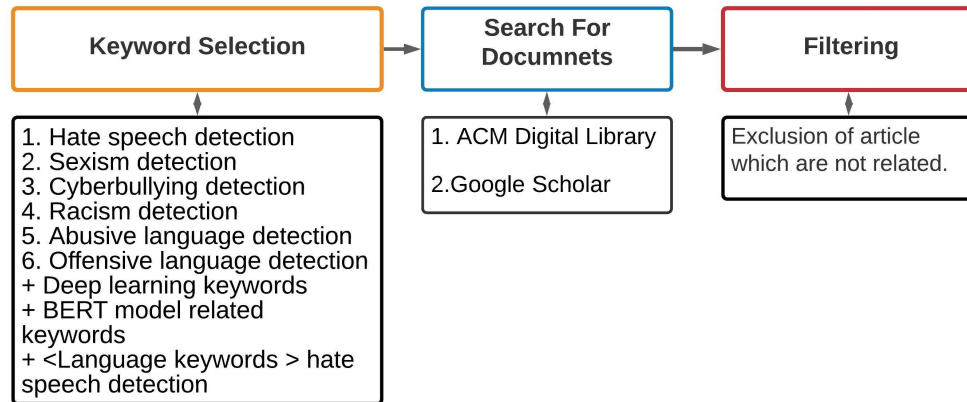 Keyword Selection
Search For
Documnets
Filtering
1. Hate speech detection
2. Sexism detection
3. Cyberbullying detection
4. Racism detection
5. Abusive language detection
6. Offensive language detection
+ Deep learning keywords
+ BERT model related
keywords
+ <Language keywords > hate
speech detection
1. ACM Digital Library
2.Google Scholar
Exclusion of article
which are not related.